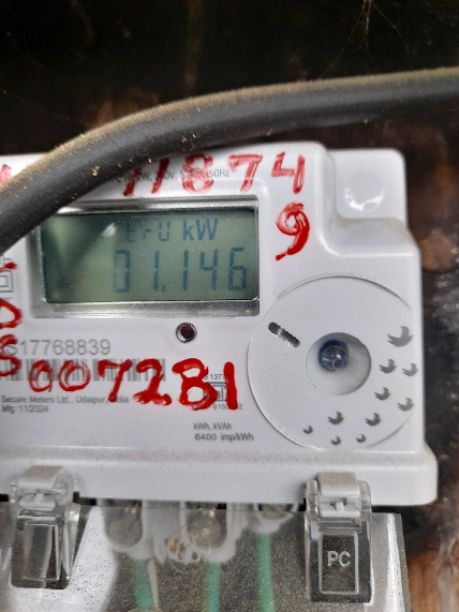 11874
9
kW
01.146
17768839
007281
Secure Meters Ltd., Udaipur, India
Mfg: 11/2024
kWh, kVAh
6400 imp/kWh
PC